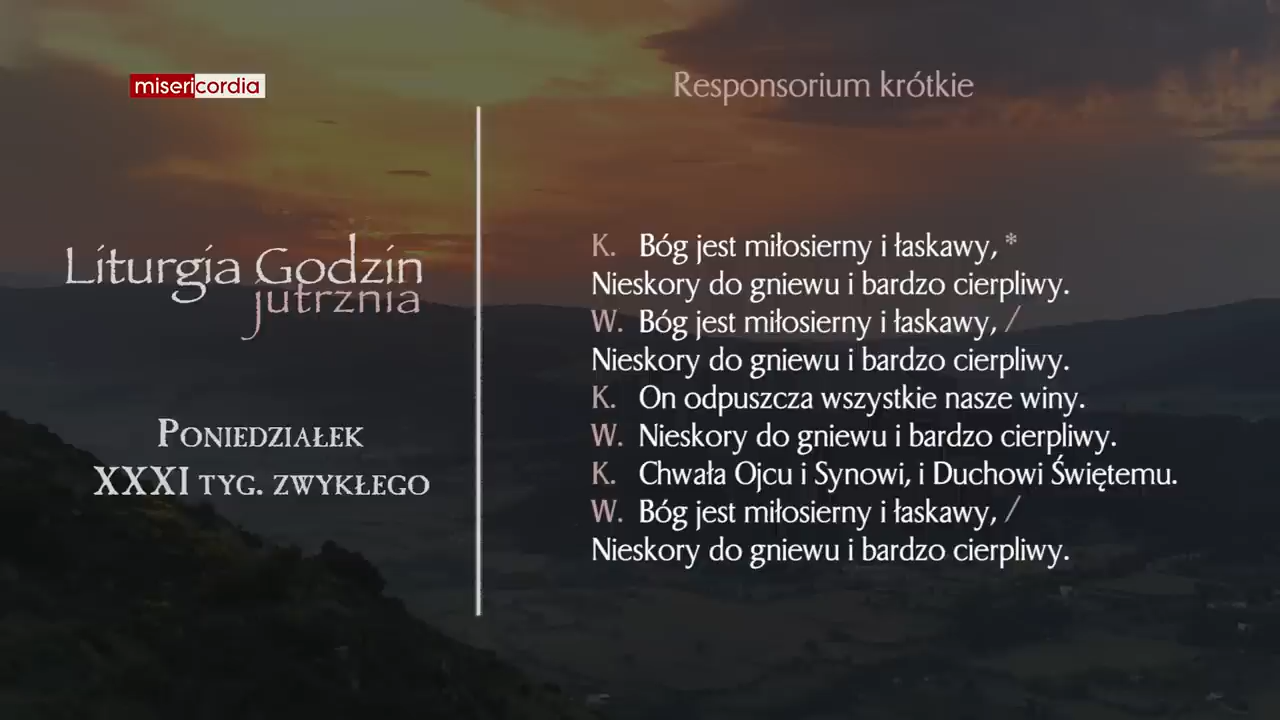 misericordia
Responsorium krótkie
Liturgia Godzin
jutrznia
Poniedziałek
XXXI tyg. zwykłego
K. Bóg jest miłosierny i łaskawy, *
Nieskory do gniewu i bardzo cierpliwy.
W. Bóg jest miłosierny i łaskawy, /
Nieskory do gniewu i bardzo cierpliwy.
K. On odpuszcza wszystkie nasze winy.
W. Nieskory do gniewu i bardzo cierpliwy.
K. Chwała Ojcu i Synowi, i Duchowi Świętemu.
W. Bóg jest miłosierny i łaskawy, /
Nieskory do gniewu i bardzo cierpliwy.